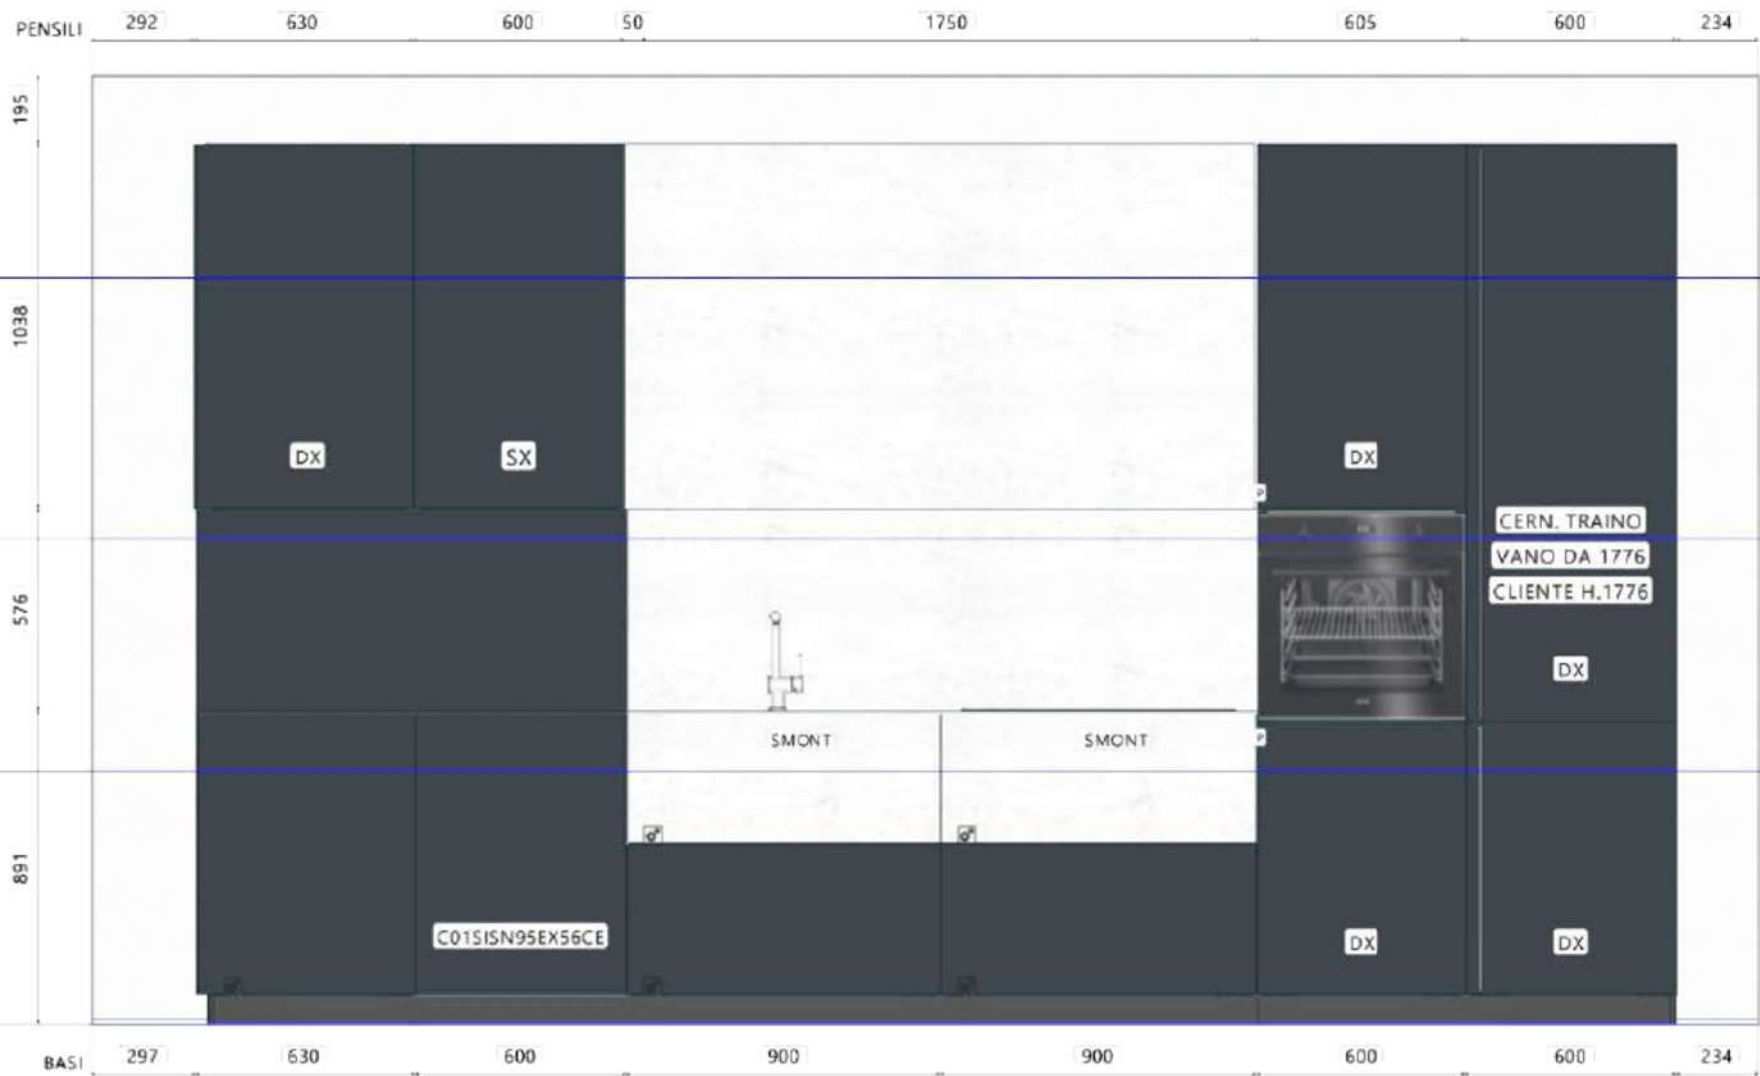 PENSILI 292 630 600 50 1750 605 600 234
195
1038
DX SX DX
P
CERN. TRAINO
VANO DA 1776
CLIENTE H.1776
576
DX
SMONT SMONT P
891
C01SISN95EX56CE DX DX
BASI 297 630 600 900 900 600 600 234